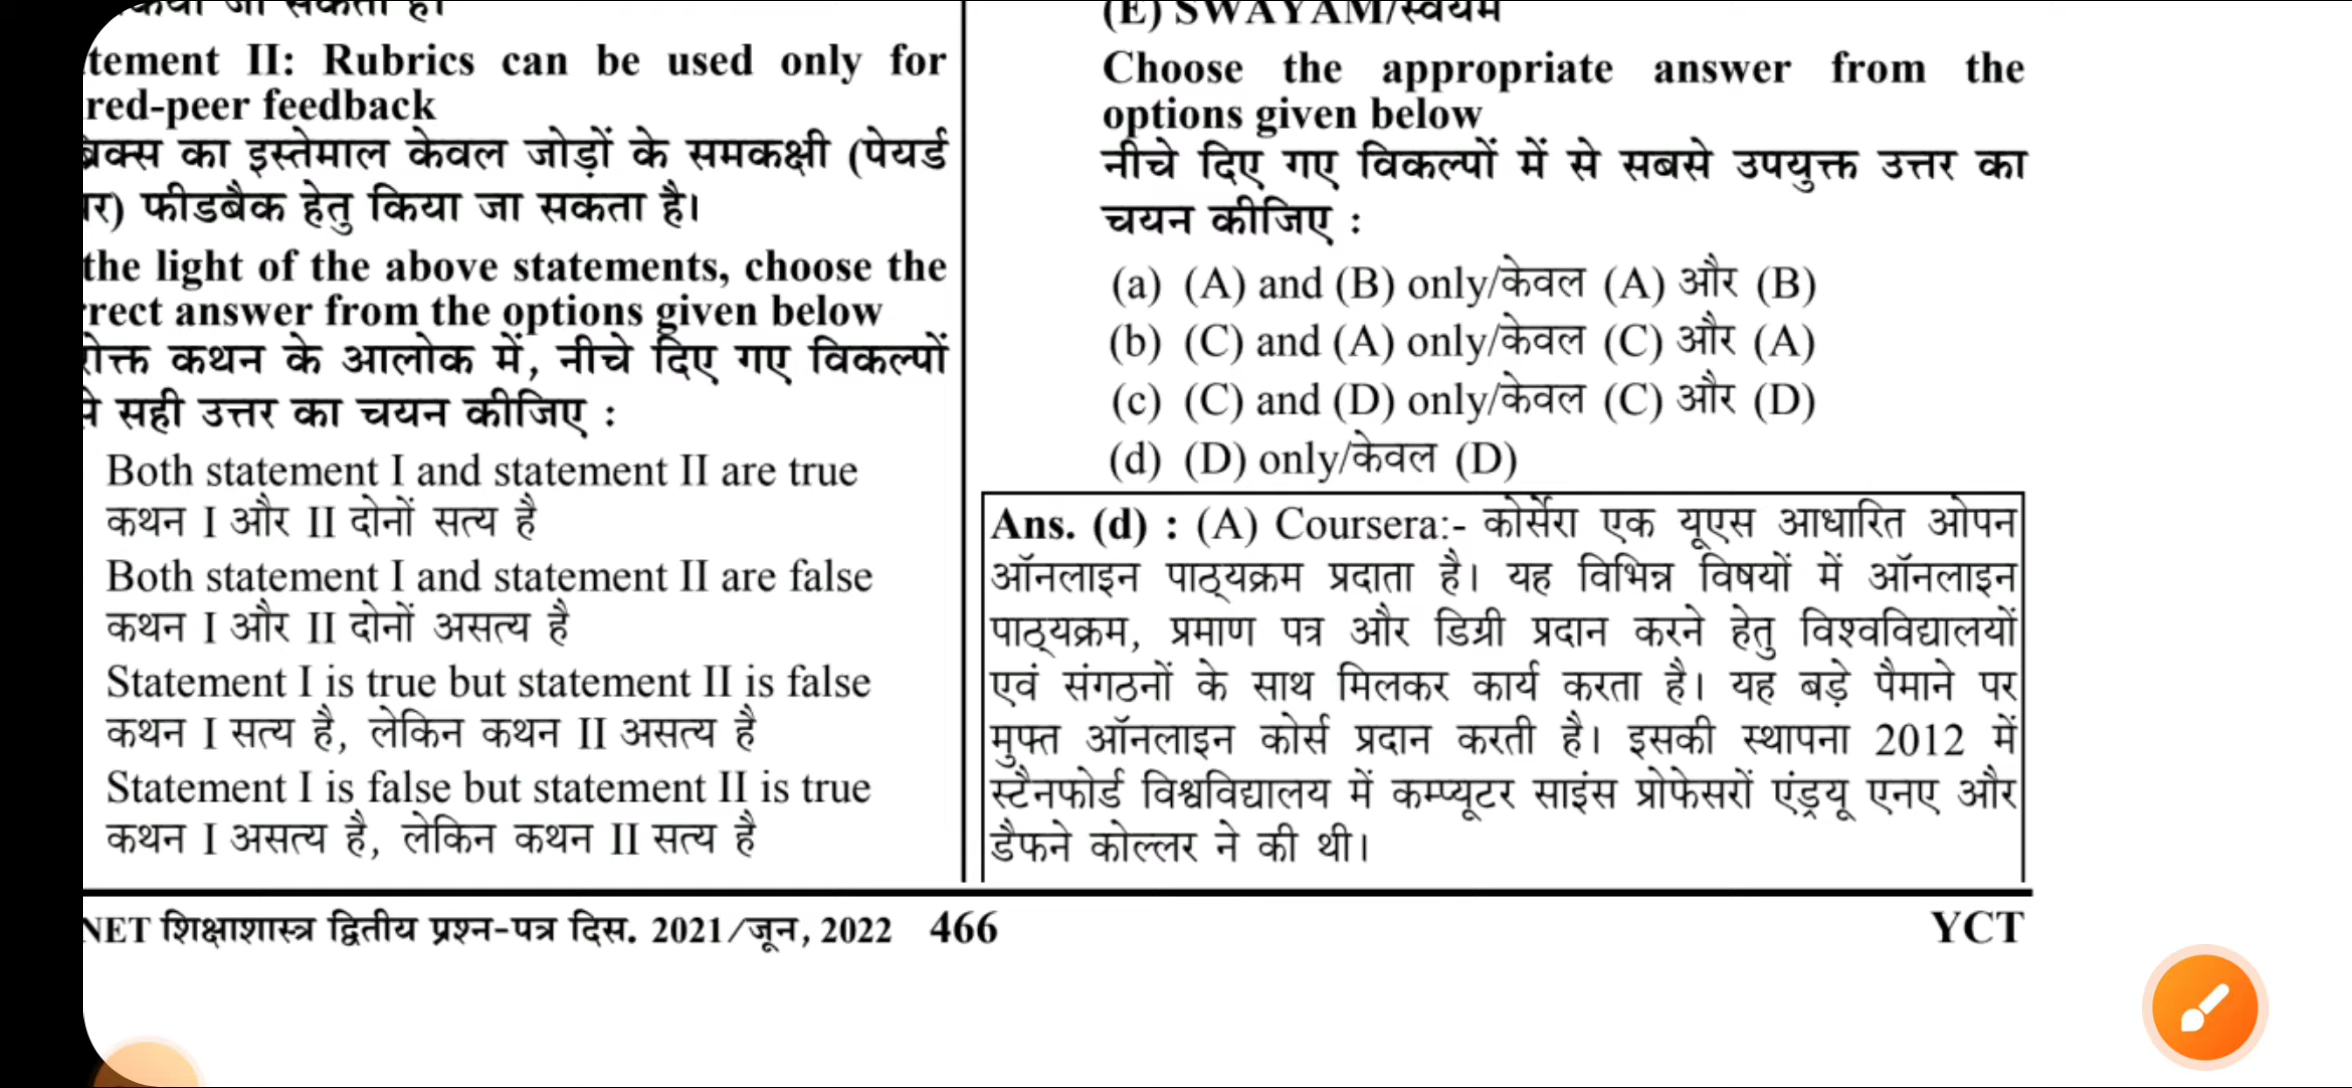 tement II: Rubrics can be used only for
red-peer feedback
ब्रिक्स का इस्तेमाल केवल जोड़ों के समकक्षी (पेयर्ड
यर) फीडबैक हेतु किया जा सकता है।
the light of the above statements, choose the
rrect answer from the options given below
रोक्त कथन के आलोक में, नीचे दिए गए विकल्पों
से सही उत्तर का चयन कीजिए :
Both statement I and statement II are true
कथन I और II दोनों सत्य है
Both statement I and statement II are false
कथन I और II दोनों असत्य है
Statement I is true but statement II is false
कथन I सत्य है, लेकिन कथन II असत्य है
Statement I is false but statement II is true
कथन I असत्य है, लेकिन कथन II सत्य है
(E) SWAYAM/स्वयम
Choose the appropriate answer from the
options given below
नीचे दिए गए विकल्पों में से सबसे उपयुक्त उत्तर का
चयन कीजिए :
(a) (A) and (B) only/केवल (A) और (B)
(b) (C) and (A) only/केवल (C) और (A)
(c) (C) and (D) only/केवल (C) और (D)
(d) (D) only/केवल (D)
Ans. (d) : (A) Coursera:- कोर्सेरा एक यूएस आधारित ओपन
ऑनलाइन पाठ्यक्रम प्रदाता है। यह विभिन्न विषयों में ऑनलाइन
पाठ्यक्रम, प्रमाण पत्र और डिग्री प्रदान करने हेतु विश्वविद्यालयों
एवं संगठनों के साथ मिलकर कार्य करता है। यह बड़े पैमाने पर
मुफ्त ऑनलाइन कोर्स प्रदान करती है। इसकी स्थापना 2012 में
स्टैनफोर्ड विश्वविद्यालय में कम्प्यूटर साइंस प्रोफेसरों एंड्रयू एनए और
डैफने कोल्लर ने की थी।
NET शिक्षाशास्त्र द्वितीय प्रश्न-पत्र दिस. 2021/जून, 2022 466
YCT